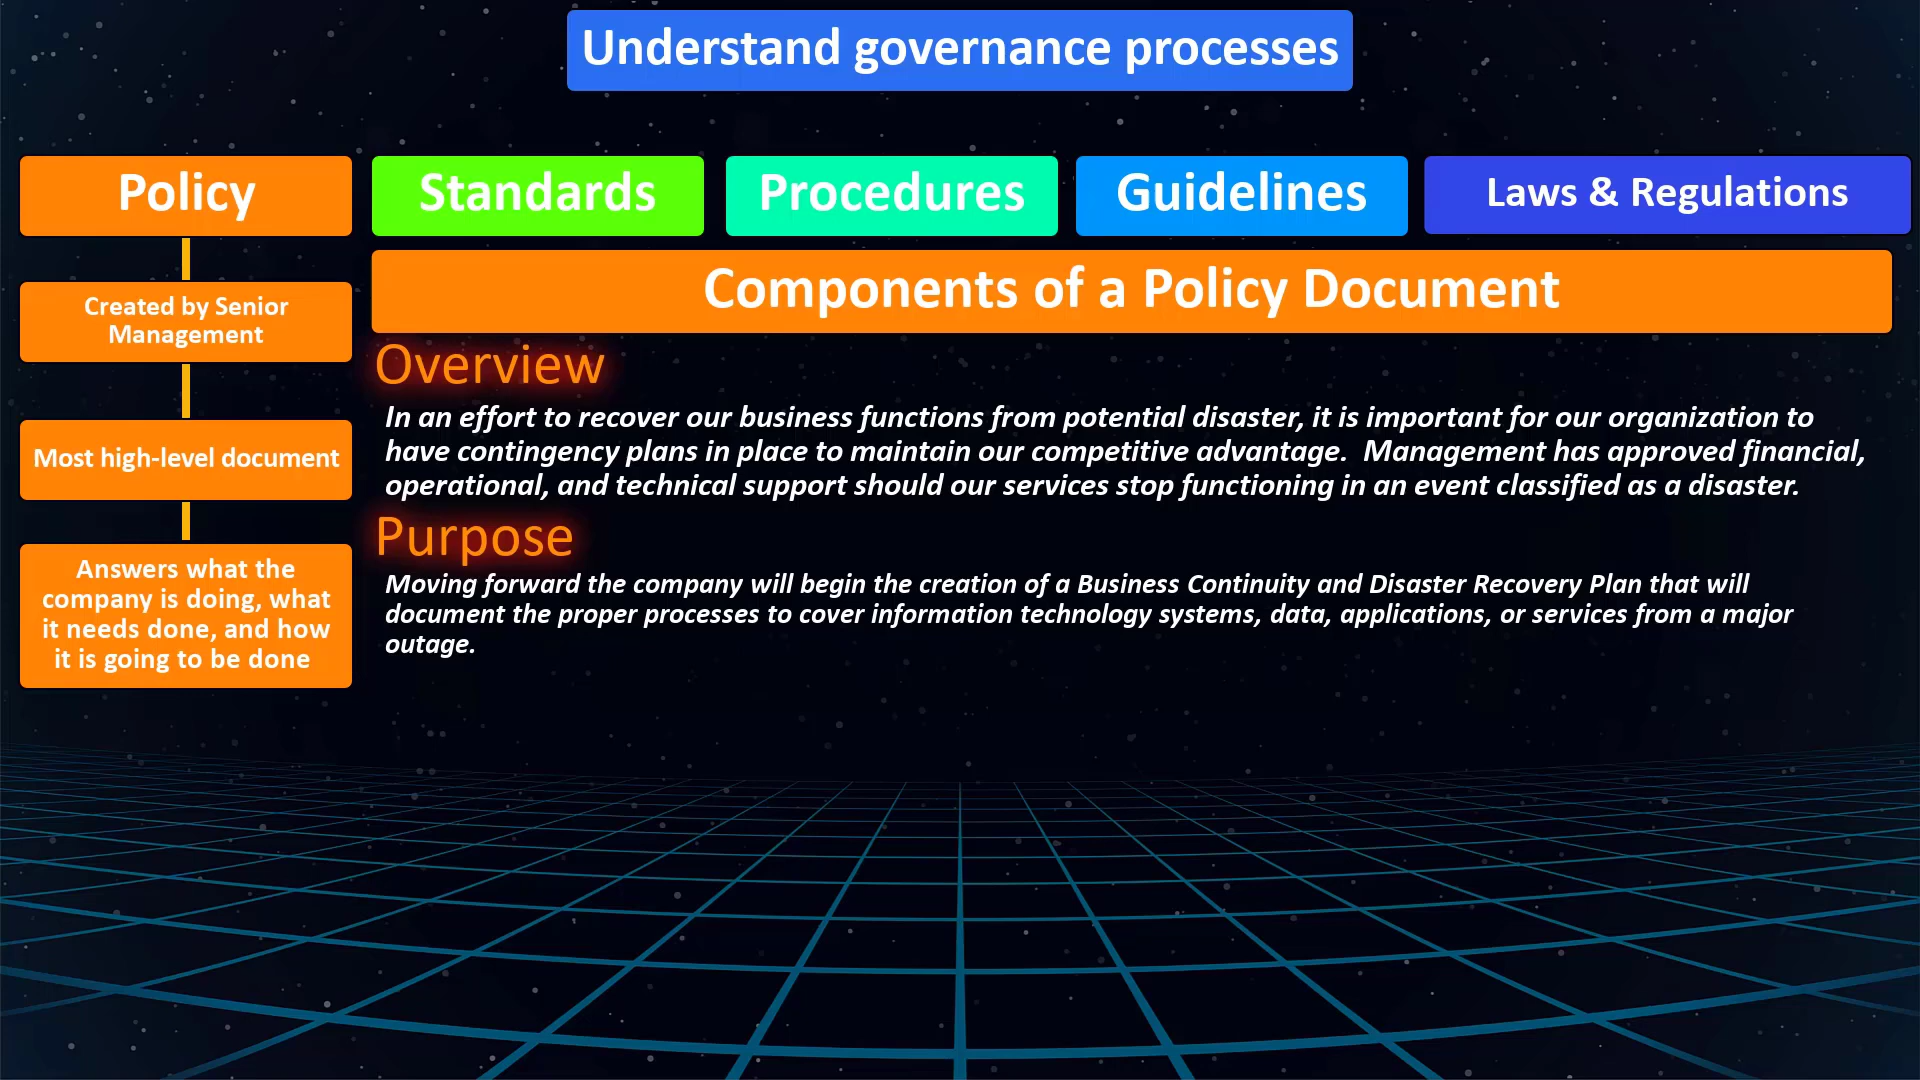 Understand governance processes
Policy
Standards
Procedures
Guidelines
Laws & Regulations
Created by Senior
Management
Most high-level document
Answers what the
company is doing, what
it needs done, and how
it is going to be done
Components of a Policy Document
Overview
In an effort to recover our business functions from potential disaster, it is important for our organization to
have contingency plans in place to maintain our competitive advantage.  Management has approved financial,
operational, and technical support should our services stop functioning in an event classified as a disaster.
Purpose
Moving forward the company will begin the creation of a Business Continuity and Disaster Recovery Plan that will
document the proper processes to cover information technology systems, data, applications, or services from a major
outage.